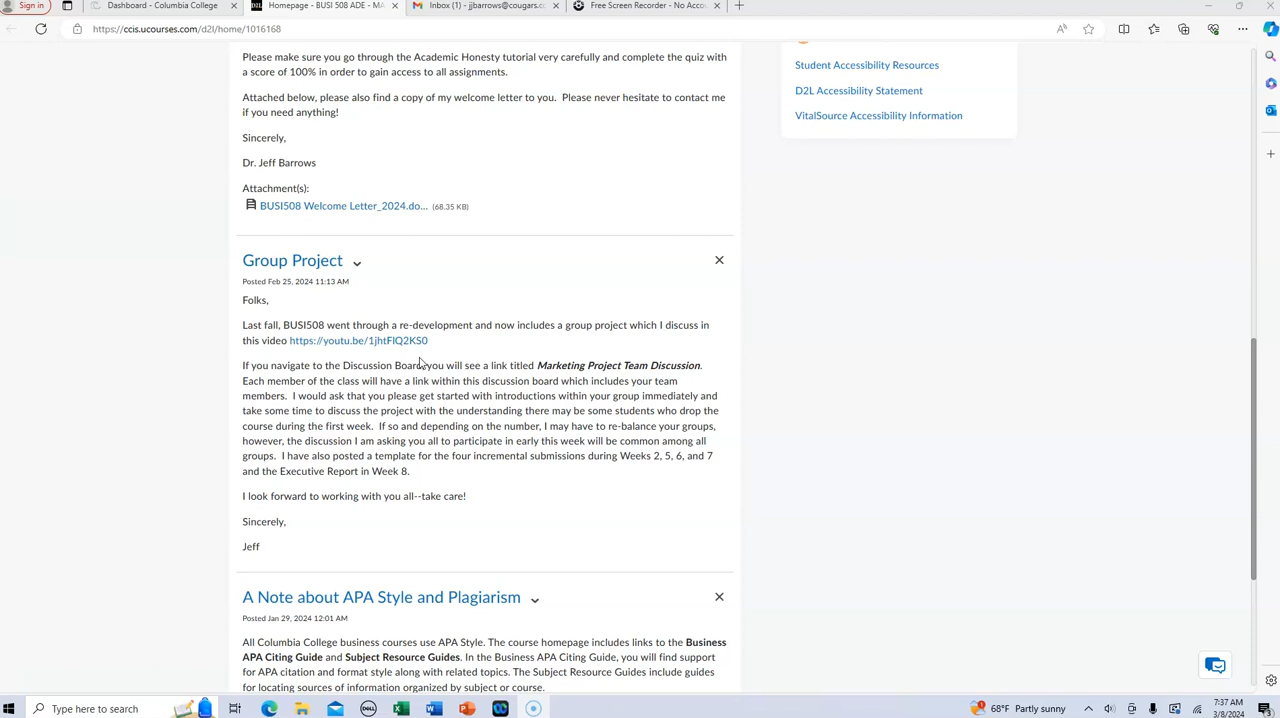 Sign in
Dashboard - Columbia College
Homepage - BUSI 508 ADE - MA
Inbox (1) - jjbarrows@cougars.c
Free Screen Recorder - No Acco
https://ccis.ucourses.com/d2l/home/1016168
Please make sure you go through the Academic Honesty tutorial very carefully and complete the quiz with
a score of 100% in order to gain access to all assignments.
Attached below, please also find a copy of my welcome letter to you.  Please never hesitate to contact me
if you need anything!
Sincerely,
Dr. Jeff Barrows
Attachment(s):
BUSI508 Welcome Letter_2024.do... (68.35 KB)
Student Accessibility Resources
D2L Accessibility Statement
VitalSource Accessibility Information
Group Project
Posted Feb 25, 2024 11:13 AM
Folks,
Last fall, BUSI508 went through a re-development and now includes a group project which I discuss in
this video https://youtu.be/1jhtFIQ2KS0
If you navigate to the Discussion Board, you will see a link titled Marketing Project Team Discussion.
Each member of the class will have a link within this discussion board which includes your team
members.  I would ask that you please get started with introductions within your group immediately and
take some time to discuss the project with the understanding there may be some students who drop the
course during the first week.  If so and depending on the number, I may have to re-balance your groups,
however, the discussion I am asking you all to participate in early this week will be common among all
groups.  I have also posted a template for the four incremental submissions during Weeks 2, 5, 6, and 7
and the Executive Report in Week 8.
I look forward to working with you all--take care!
Sincerely,
Jeff
A Note about APA Style and Plagiarism
Posted Jan 29, 2024 12:01 AM
All Columbia College business courses use APA Style. The course homepage includes links to the Business
APA Citing Guide and Subject Resource Guides. In the Business APA Citing Guide, you will find support
for APA citation and format style along with related topics. The Subject Resource Guides include guides
for locating sources of information organized by subject or course.
Type here to search
68°F Partly sunny
7:37 AM
3/8/2024